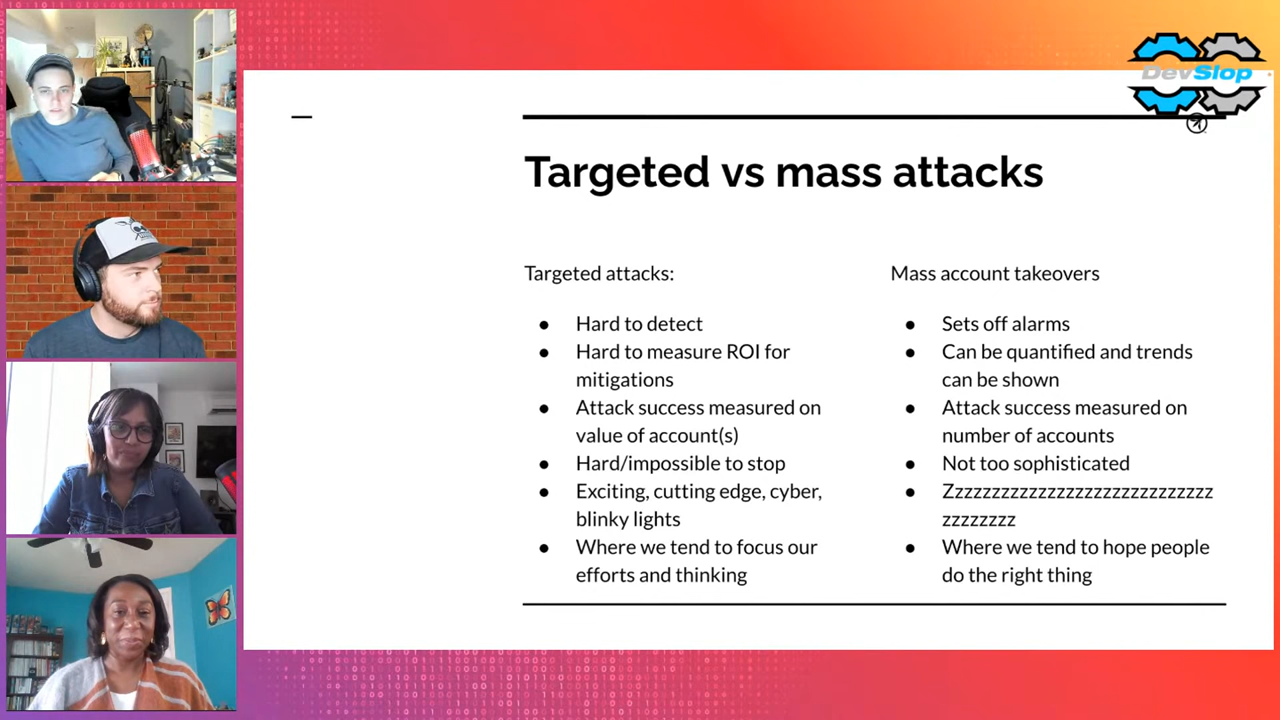 DevSlop
Targeted vs mass attacks
Targeted attacks:
● Hard to detect
● Hard to measure ROI for
mitigations
● Attack success measured on
value of account(s)
● Hard/impossible to stop
● Exciting, cutting edge, cyber,
blinky lights
● Where we tend to focus our
efforts and thinking
Mass account takeovers
● Sets off alarms
● Can be quantified and trends
can be shown
● Attack success measured on
number of accounts
● Not too sophisticated
● Zzzzzzzzzzzzzzzzzzzzzzzzzzzzz
zzzzzzzz
● Where we tend to hope people
do the right thing